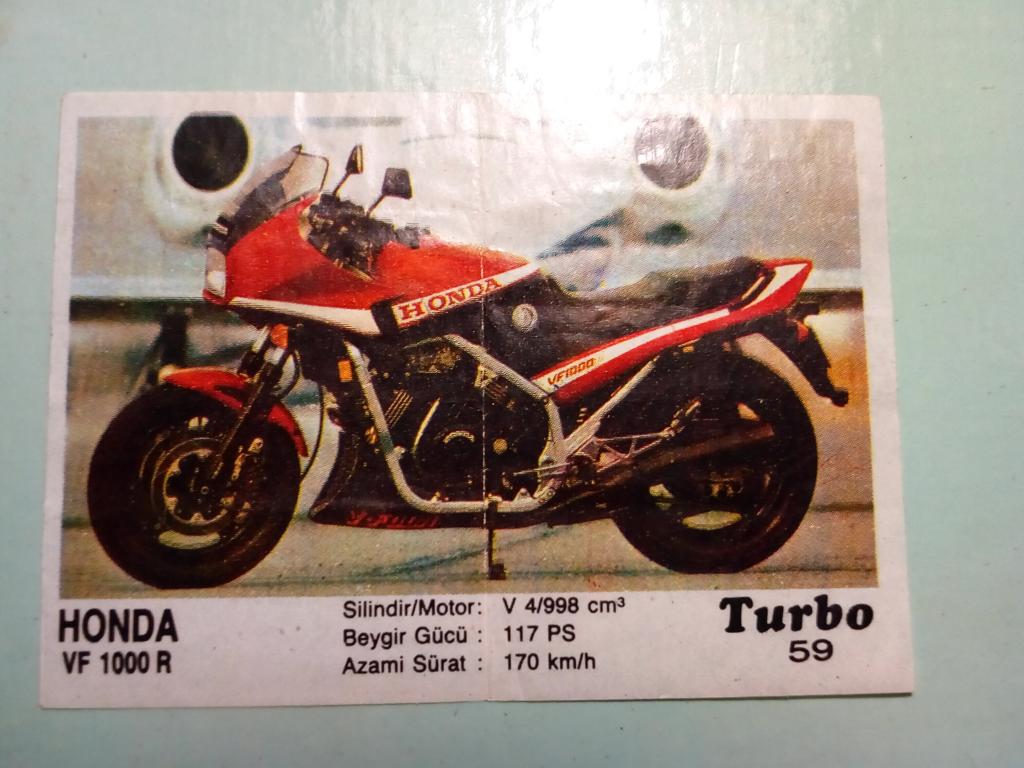 HONDA
VF1000
HONDA
VF 1000 R
Silindir/Motor: V 4/998 cm³
Beygir Gücü : 117 PS
Azami Sürat : 170 km/h
Turbo
59